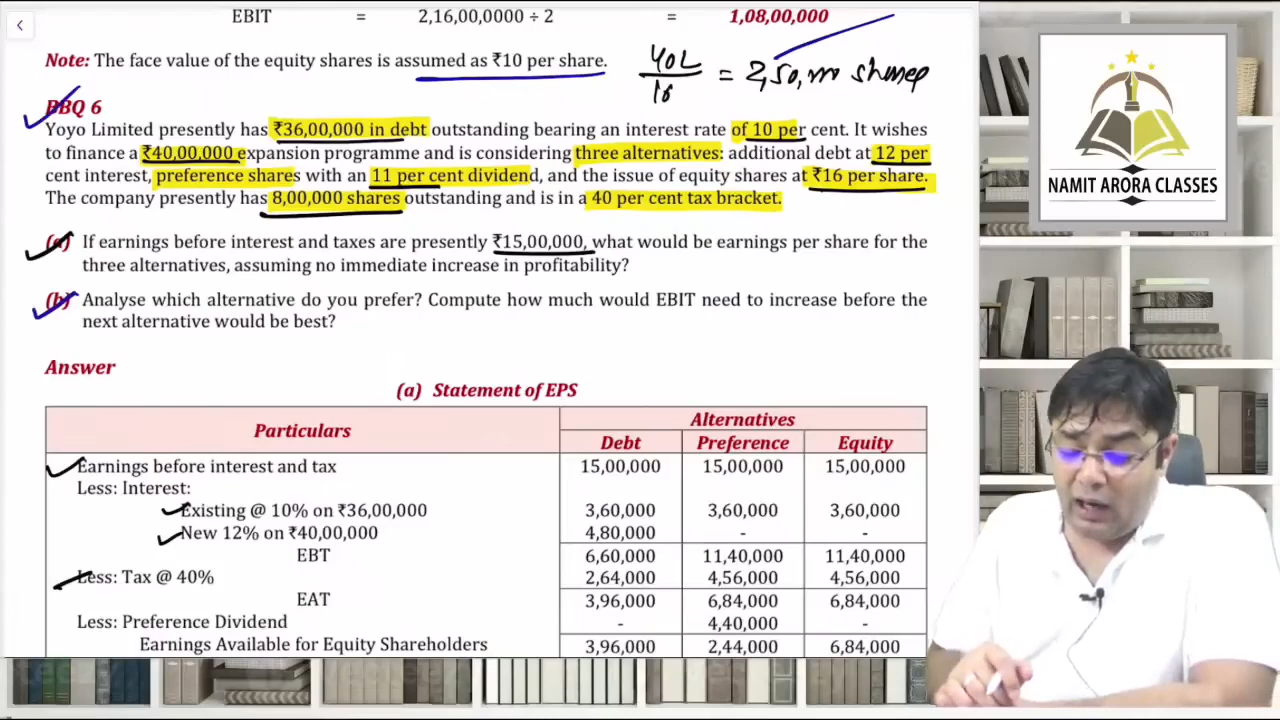 EBIT = 2,16,00,0000 ÷ 2 = 1,08,00,000
Note: The face value of the equity shares is assumed as ₹10 per share.
40L
10
= 2,50,000 shares
BBQ 6
Yoyo Limited presently has ₹36,00,000 in debt outstanding bearing an interest rate of 10 per cent. It wishes
to finance a ₹40,00,000 expansion programme and is considering three alternatives: additional debt at 12 per
cent interest, preference shares with an 11 per cent dividend, and the issue of equity shares at ₹16 per share.
The company presently has 8,00,000 shares outstanding and is in a 40 per cent tax bracket.
(a) If earnings before interest and taxes are presently ₹15,00,000, what would be earnings per share for the
three alternatives, assuming no immediate increase in profitability?
(b) Analyse which alternative do you prefer? Compute how much would EBIT need to increase before the
next alternative would be best?
Answer
(a) Statement of EPS
Particulars Alternatives
Debt Preference Equity
Earnings before interest and tax 15,00,000 15,00,000 15,00,000
Less: Interest:
Existing @ 10% on ₹36,00,000 3,60,000 3,60,000 3,60,000
New 12% on ₹40,00,000 4,80,000 - -
EBT 6,60,000 11,40,000 11,40,000
Less: Tax @ 40% 2,64,000 4,56,000 4,56,000
EAT 3,96,000 6,84,000 6,84,000
Less: Preference Dividend - 4,40,000 -
Earnings Available for Equity Shareholders 3,96,000 2,44,000 6,84,000
NAMIT ARORA CLASSES